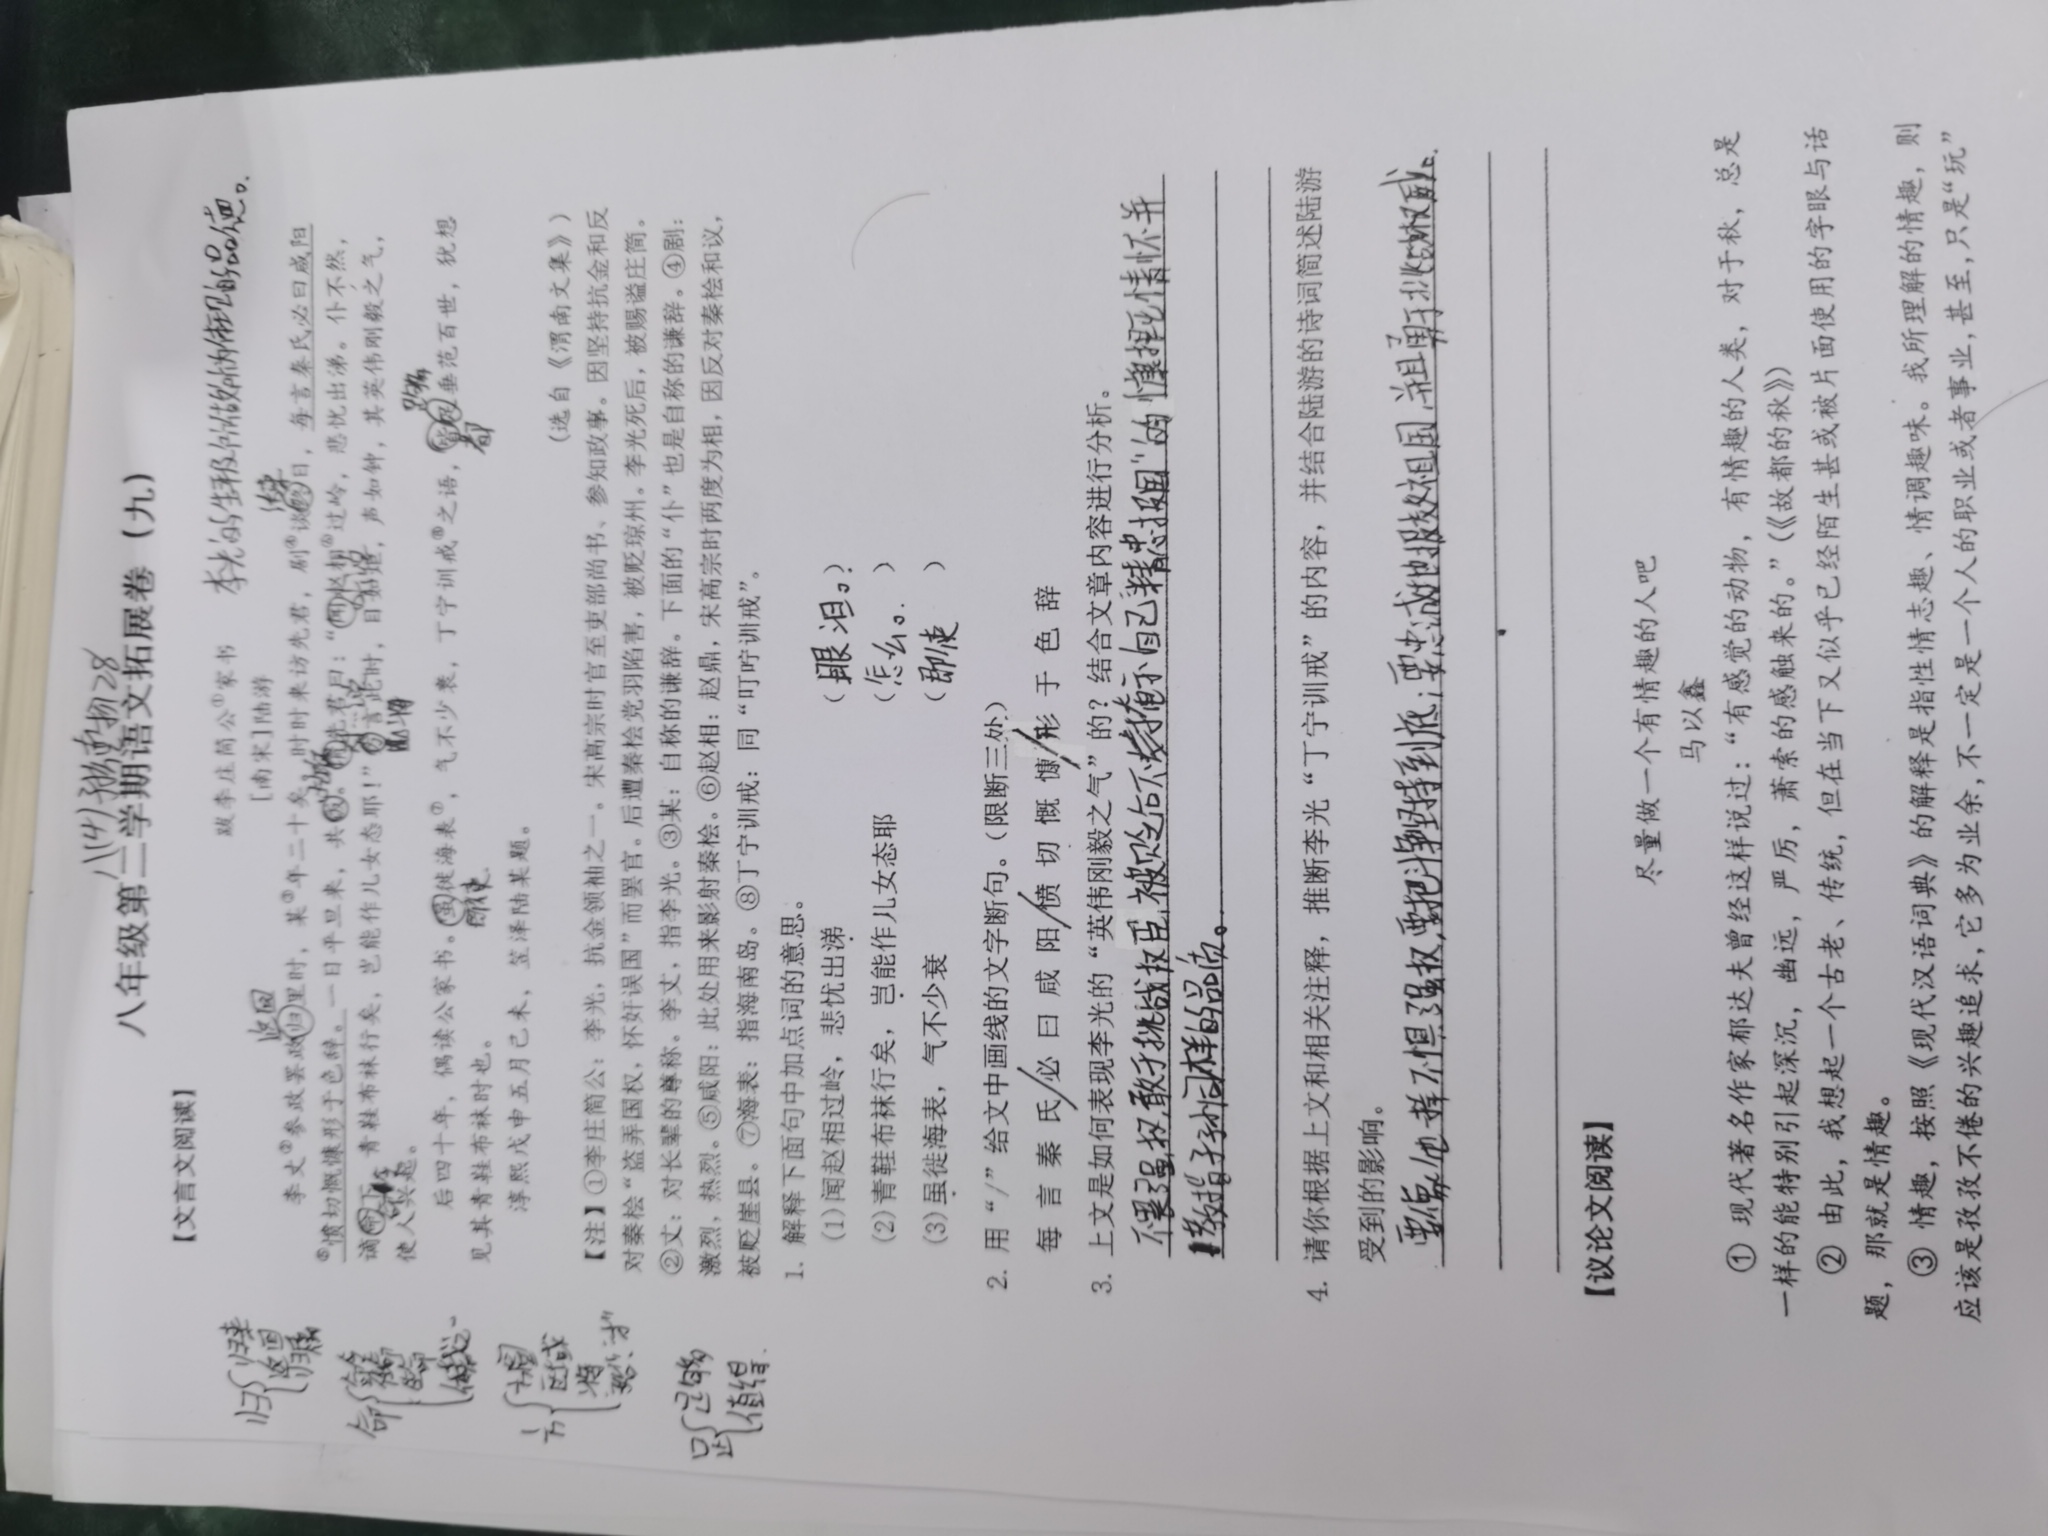 八(4) 28
八年级第二学期语文拓展卷（九）
【文言文阅读】
跋李庄简公①家书
李光的生平及所做所为体现的品德。
[南宋]陆游
归 归来 返回 归属
命
方 方圆 区域 将
足 足够 值得
返回
李丈②参政罢政归里时，某③年二十矣。时时来访先君，剧④谈终日，每言秦氏必曰咸阳
⑤愤切慨慷形于色辞。一日平旦来，共饭。谓先君曰：“闻赵相⑥过岭，悲忧出涕。仆不然，
谪命下，青鞋布袜行矣，岂能作儿女态耶！”方言此时，目如炬，声如钟，其英伟刚毅之气，
命令
使人兴起。
足够
后四十年，偶读公家书。虽徙海表⑦，气不少衰，丁宁训戒⑧之语，皆足垂范百世，犹想
即使 都
见其青鞋布袜时也。
淳熙戊申五月己未，笠泽陆某题。
（选自《渭南文集》）
【注】①李庄简公：李光，抗金领袖之一。宋高宗时官至吏部尚书、参知政事。因坚持抗金和反
对秦桧“盗弄国权，怀奸误国”而罢官。后遭秦桧党羽陷害，被贬琼州。李光死后，被赐谥庄简。
②丈：对长辈的尊称。李丈，指李光。③某：自称的谦辞。下面的“仆”也是自称的谦辞。④剧：
激烈，热烈。⑤咸阳：此处用来影射秦桧。⑥赵相：赵鼎，宋高宗时两度为相，因反对秦桧和议，
被贬崖县。⑦海表：指海南岛。⑧丁宁训戒：同“叮咛训戒”。
1. 解释下面句中加点词的意思。
(1)闻赵相过岭，悲忧出涕 （眼泪。）
(2)青鞋布袜行矣，岂能作儿女态耶 （怎么。）
(3)虽徙海表，气不少衰 （即使）
2. 用“/”给文中画线的文字断句。（限断三处）
每言秦氏/必曰咸阳/愤切慨慷/形于色辞
3. 上文是如何表现李光的“英伟刚毅之气”的？结合文章内容进行分析。
不畏强权，敢于挑战权臣，被贬之后不掩示自己“精忠报国”的情怀并
教指子孙同样的品质。
4. 请你根据上文和相关注释，推断李光“丁宁训戒”的内容，并结合陆游的诗词简述陆游
受到的影响。
要像他一样不惧强权，要把斗争坚持到底；要忠诚地报效祖国，并且勇于挑战权威。
【议论文阅读】
尽量做一个有情趣的人吧
马以鑫
① 现代著名作家郁达夫曾经这样说过：“有感觉的动物，有情趣的人类，对于秋，总是
一样的能特别引起深沉，幽远，严厉，萧索的感触来的。”（《故都的秋》）
② 由此，我想起一个古老、传统，但在当下又似乎已经陌生甚或被片面使用的字眼与话
题，那就是情趣。
③ 情趣，按照《现代汉语词典》的解释是指性情志趣、情调趣味。我所理解的情趣，则
应该是孜孜不倦的兴趣追求，它多为业余，不一定是一个人的职业或者事业，甚至，只是“玩”